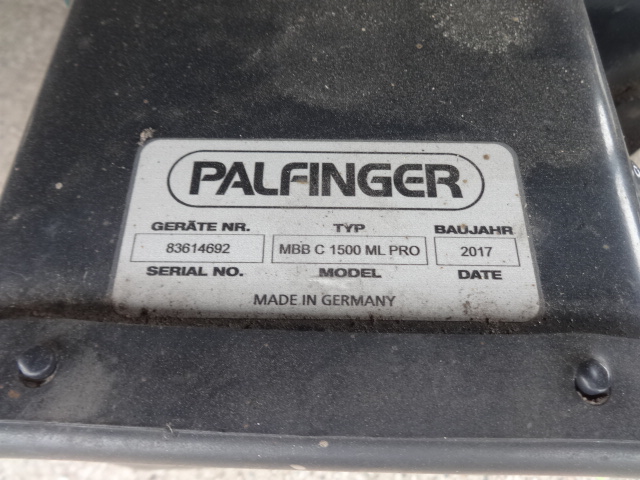 PALFINGER
GERÄTE NR. TYP BAUJAHR
83614692 MBB C 1500 ML PRO 2017
SERIAL NO. MODEL DATE
MADE IN GERMANY